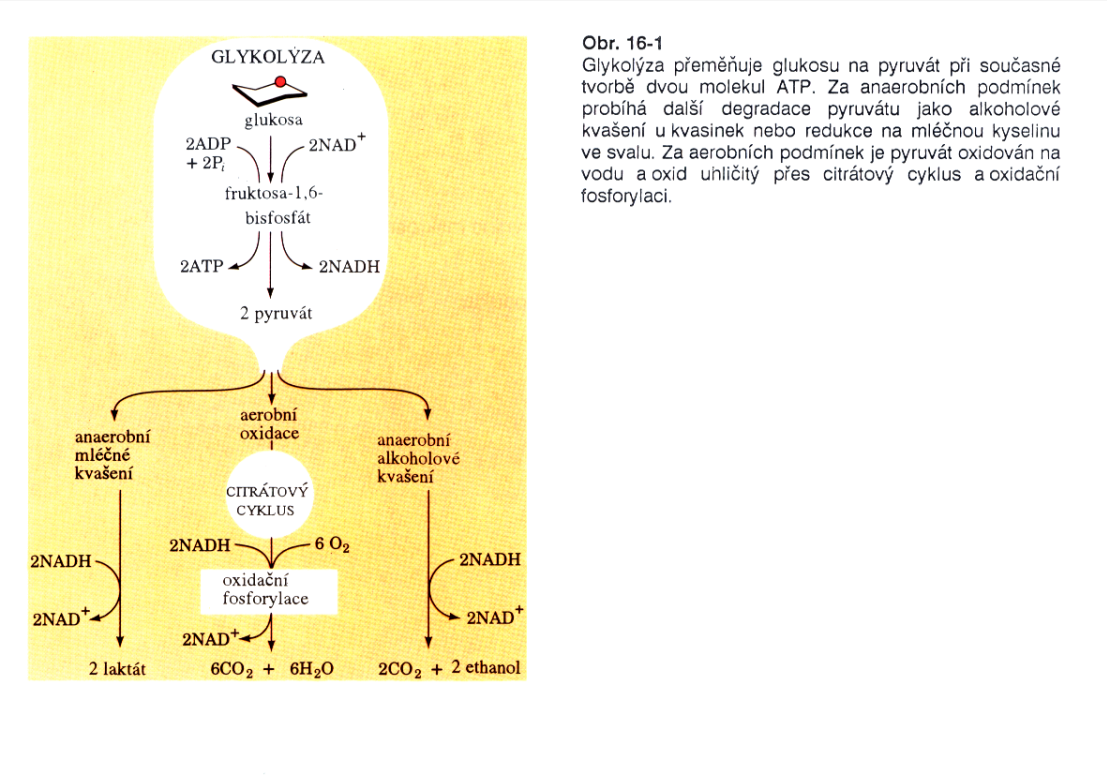 GLYKOLÝZA
glukosa
2ADP
+ 2Pi
2NAD+
fruktosa-1,6-
bisfosfát
2ATP
2NADH
2 pyruvát
anaerobní
mléčné
kvašení
aerobní
oxidace
anaerobní
alkoholové
kvašení
CITRÁTOVÝ
CYKLUS
2NADH
6 O2
2NADH
2NADH
oxidační
fosforylace
2NAD+
2NAD+
2NAD+
2 laktát
6CO2 + 6H2O
2CO2 + 2 ethanol
Obr. 16-1
Glykolýza přeměňuje glukosu na pyruvát při současné
tvorbě dvou molekul ATP. Za anaerobních podmínek
probíhá další degradace pyruvátu jako alkoholové
kvašení u kvasinek nebo redukce na mléčnou kyselinu
ve svalu. Za aerobních podmínek je pyruvát oxidován na
vodu a oxid uhličitý přes citrátový cyklus a oxidační
fosforylaci.